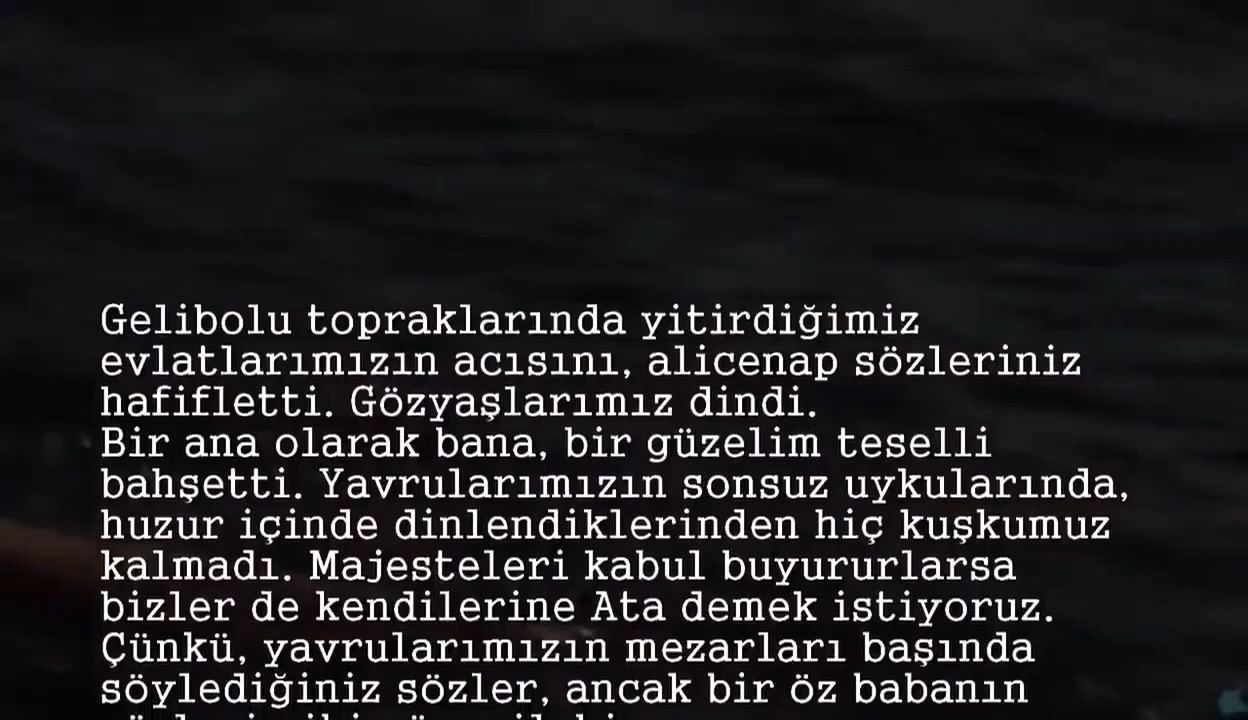 Gelibolu topraklarında yitirdiğimiz
evlatlarımızın acısını, alicenap sözleriniz
hafifletti. Gözyaşlarımız dindi.
Bir ana olarak bana, bir güzelim teselli
bahşetti. Yavrularımızın sonsuz uykularında,
huzur içinde dinlendiklerinden hiç kuşkumuz
kalmadı. Majesteleri kabul buyururlarsa
bizler de kendilerine Ata demek istiyoruz.
Çünkü, yavrularımızın mezarları başında
söylediğiniz sözler, ancak bir öz babanın